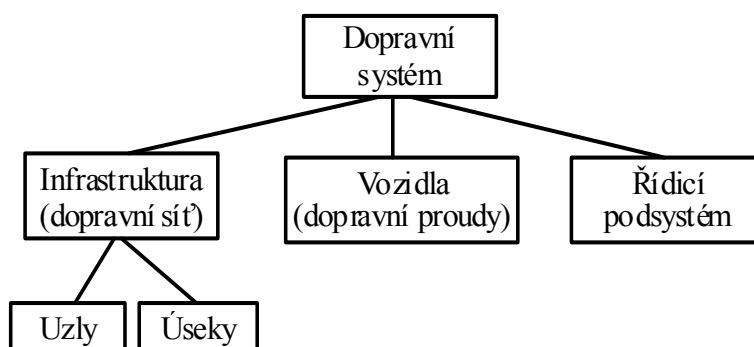 Dopravní
systém
Infrastruktura
(dopravní síť)
Vozidla
(dopravní proudy)
Řídicí
podsystém
Uzly
Úseky